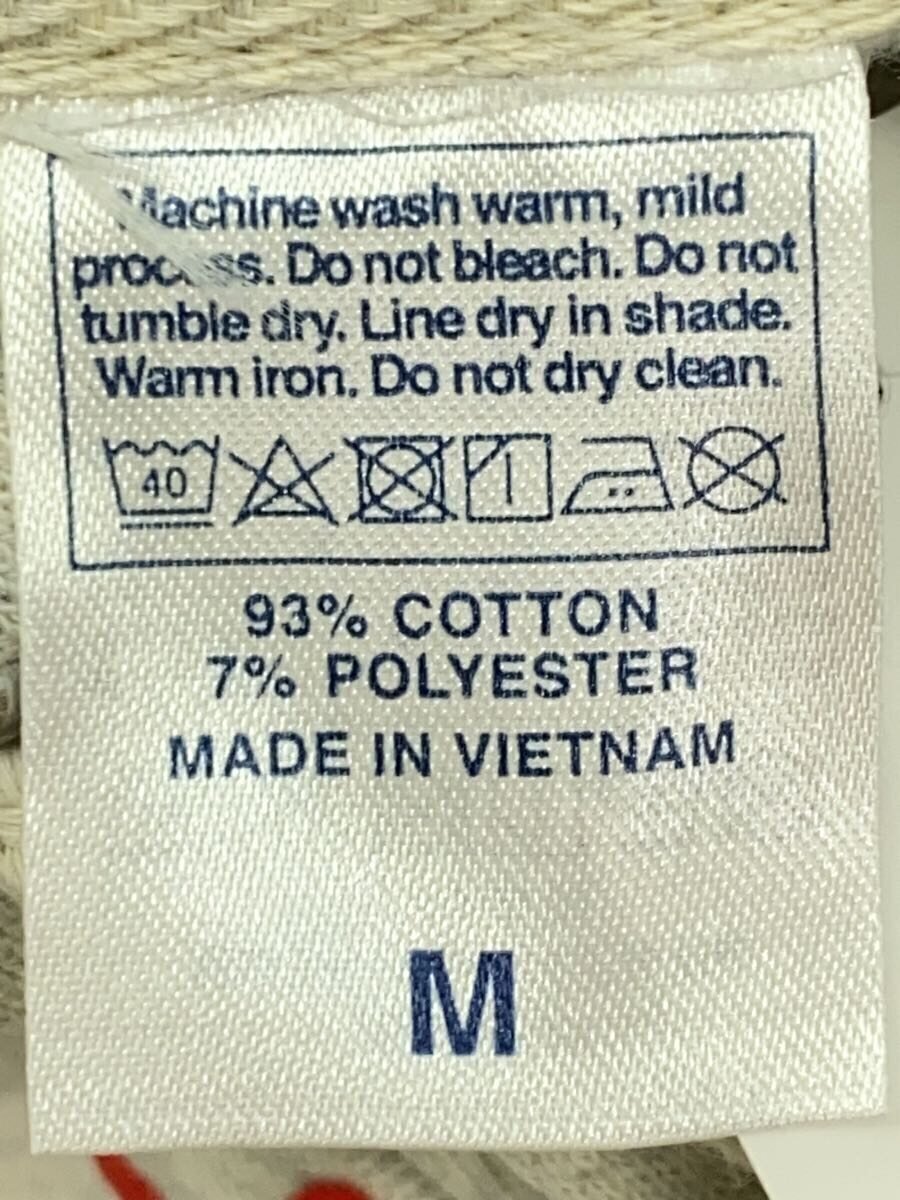 Machine wash warm, mild
process. Do not bleach. Do not
tumble dry. Line dry in shade.
Warm iron. Do not dry clean.
40
93% COTTON
7% POLYESTER
MADE IN VIETNAM
M